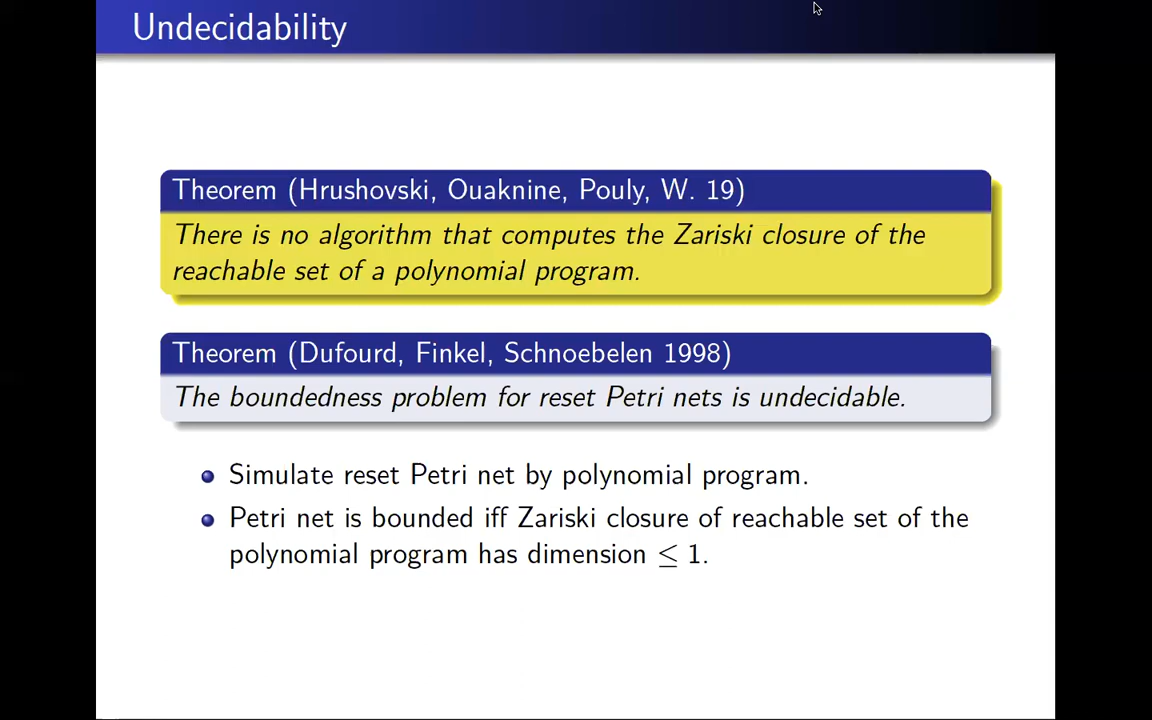 Undecidability
Theorem (Hrushovski, Ouaknine, Pouly, W. 19)
There is no algorithm that computes the Zariski closure of the
reachable set of a polynomial program.
Theorem (Dufourd, Finkel, Schnoebelen 1998)
The boundedness problem for reset Petri nets is undecidable.
Simulate reset Petri net by polynomial program.
Petri net is bounded iff Zariski closure of reachable set of the
polynomial program has dimension ≤ 1.